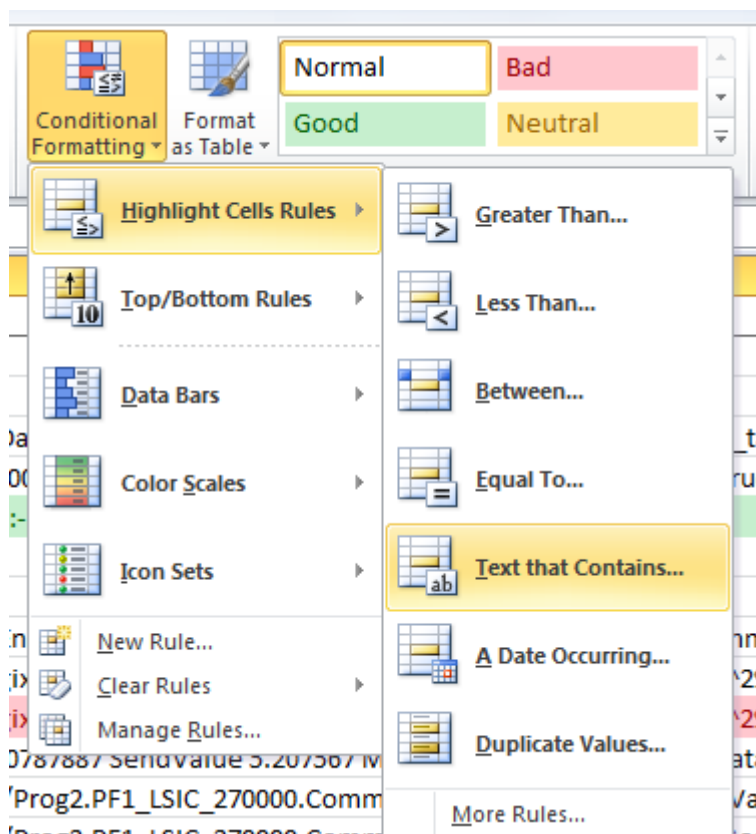 Normal Bad
Conditional Formatting Format as Table Good Neutral
Highlight Cells Rules
Top/Bottom Rules
Data Bars
Color Scales
Icon Sets
New Rule...
Clear Rules
Manage Rules...
Greater Than...
Less Than...
Between...
Equal To...
Text that Contains...
A Date Occurring...
Duplicate Values...
More Rules...
/Prog2.PF1_LSIC_270000.Comm